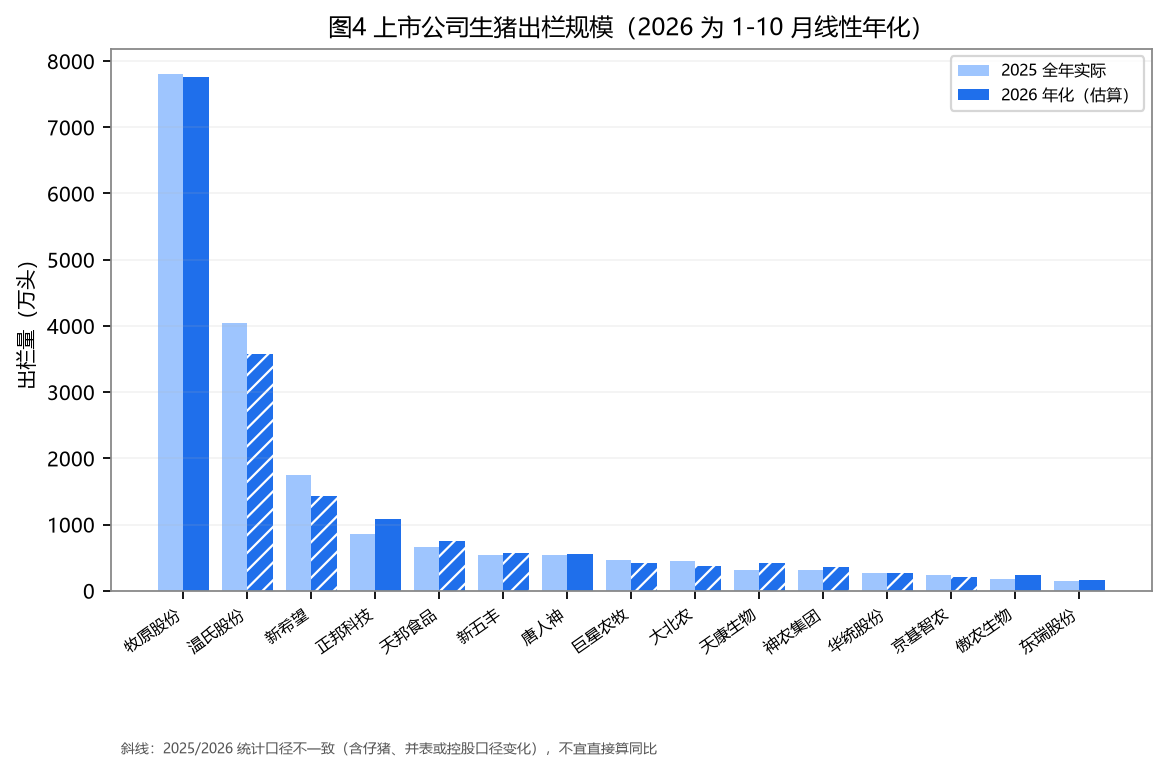 图4 上市公司生猪出栏规模（2026 为 1-10 月线性年化）
2025 全年实际
2026 年化（估算）
出栏量（万头）
8000
7000
6000
5000
4000
3000
2000
1000
0
牧原股份
温氏股份
新希望
正邦科技
天邦食品
新五丰
唐人神
巨星农牧
大北农
天康生物
神农集团
华统股份
京基智农
傲农生物
东瑞股份
斜线：2025/2026 统计口径不一致（含仔猪、并表或控股口径变化），不宜直接算同比